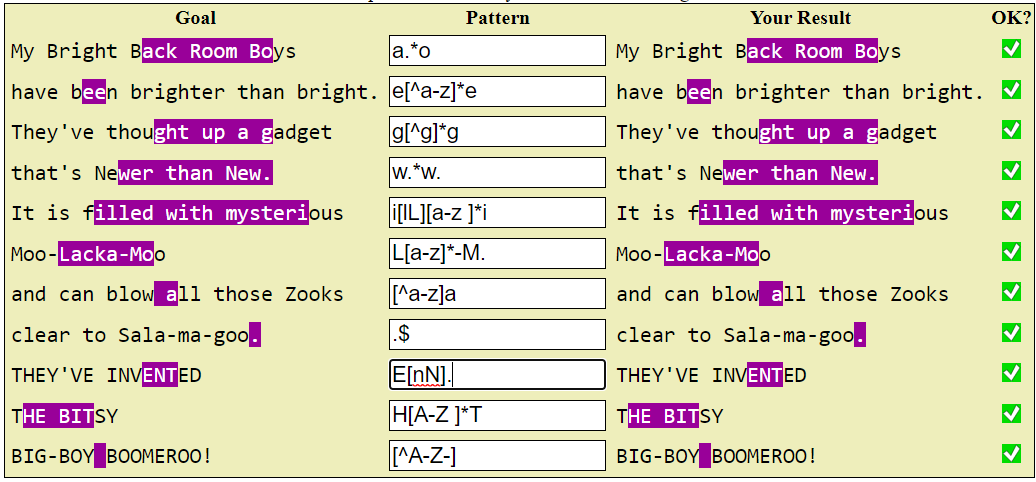 Goal Pattern Your Result OK?
My Bright Back Room Boys a.*o My Bright Back Room Boys
have been brighter than bright. e[^a-z]*e have been brighter than bright.
They've thought up a gadget g[^g]*g They've thought up a gadget
that's Newer than New. w.*w. that's Newer than New.
It is filled with mysterious i[lL][a-z ]*i It is filled with mysterious
Moo-Lacka-Moo L[a-z]*-M. Moo-Lacka-Moo
and can blow all those Zooks [^a-z]a and can blow all those Zooks
clear to Sala-ma-goo. .$ clear to Sala-ma-goo.
THEY'VE INVENTED E[nN]. THEY'VE INVENTED
THE BITSY H[A-Z ]*T THE BITSY
BIG-BOY BOOMEROO! [^A-Z-] BIG-BOY BOOMEROO!